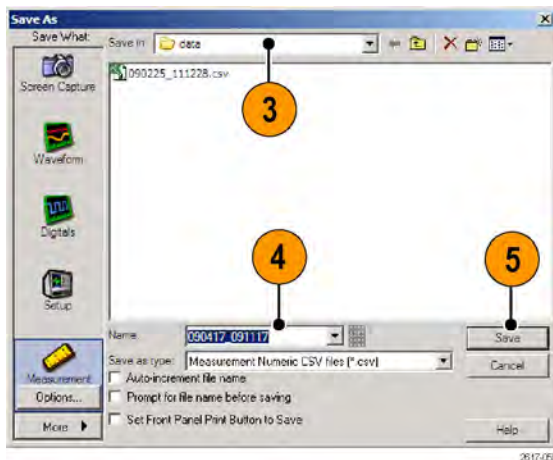 Save As
Save What:
Save in:
data
Screen Capture
090225_111228.csv
3
Waveform
Digitals
4
5
Setup
Name
090417_091117
Save
Save as type:
Measurement Numeric CSV files (*.csv)
Cancel
Measurement
Auto-increment file name
Options...
Prompt for file name before saving
More
Set Front Panel Print Button to Save
Help
2617-05